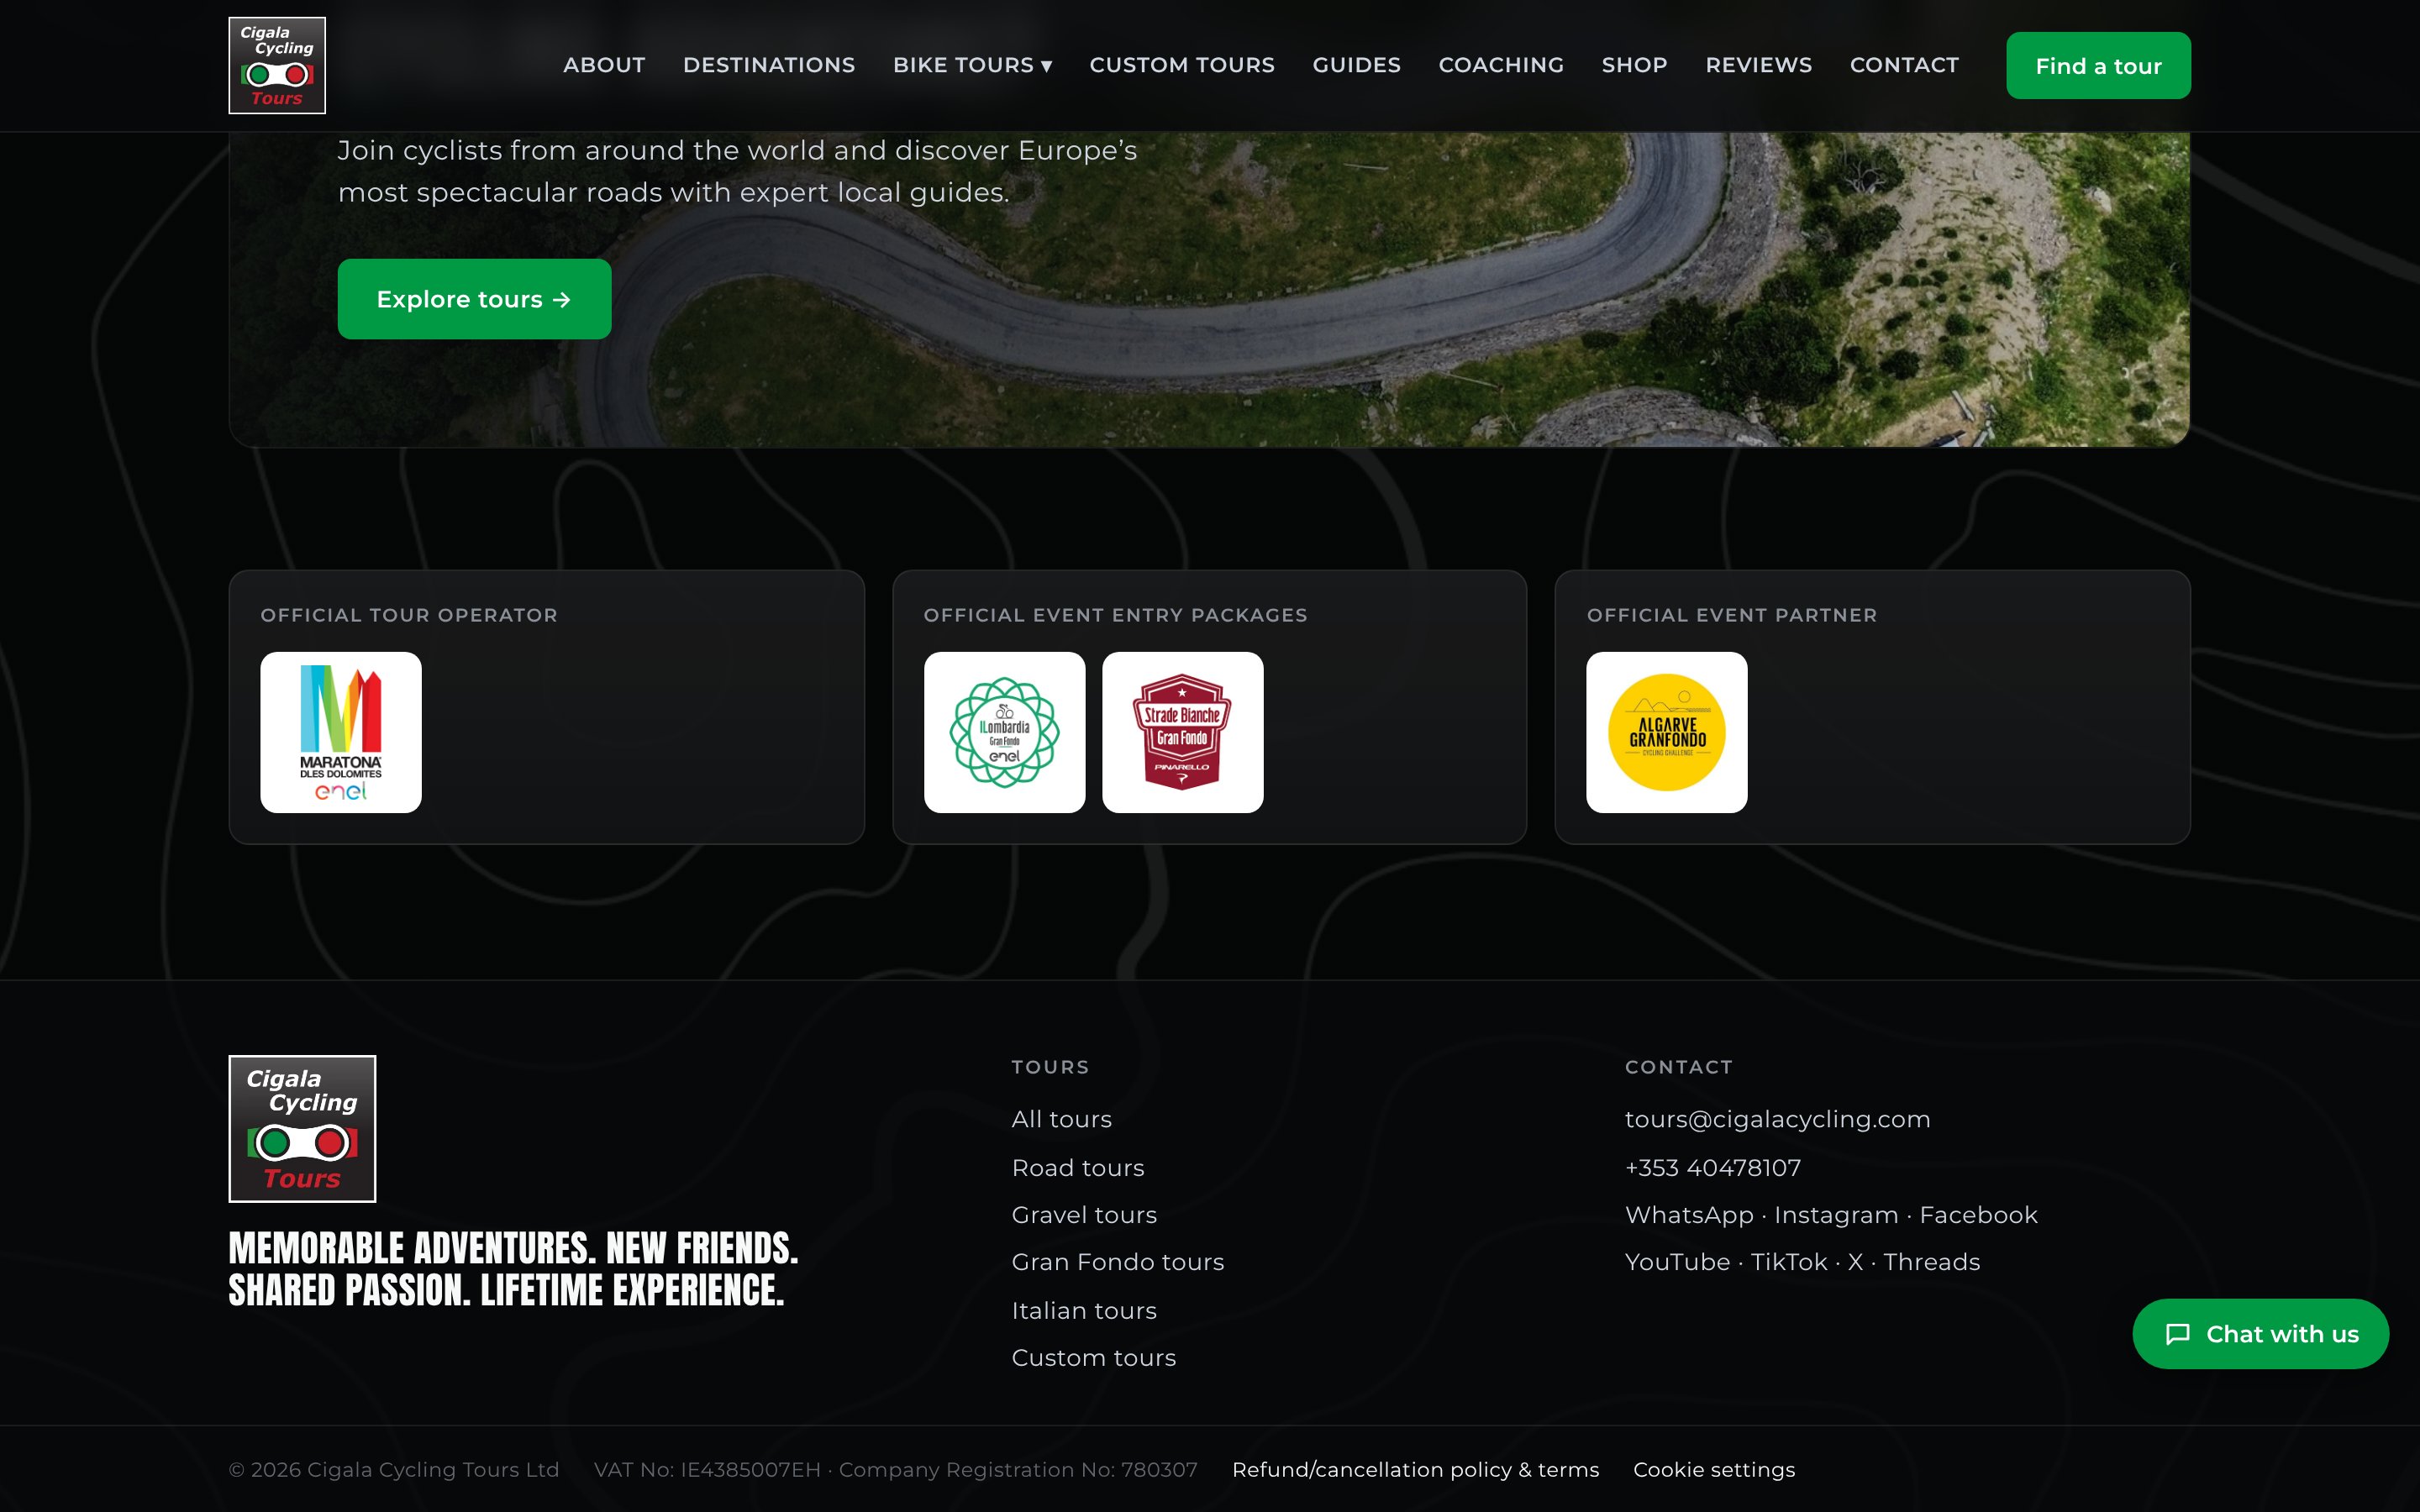 Cigala
Cycling
Tours
ABOUT
DESTINATIONS
BIKE TOURS ▾
CUSTOM TOURS
GUIDES
COACHING
SHOP
REVIEWS
CONTACT
Find a tour
Join cyclists from around the world and discover Europe’s
most spectacular roads with expert local guides.
Explore tours →
OFFICIAL TOUR OPERATOR
MARATONA
DLES DOLOMITES
enel
OFFICIAL EVENT ENTRY PACKAGES
ILombardia
Gran Fondo
enel
Strade Bianche
Gran Fondo
PINARELLO
OFFICIAL EVENT PARTNER
ALGARVE
GRANFONDO
CYCLING CHALLENGE
Cigala
Cycling
Tours
MEMORABLE ADVENTURES. NEW FRIENDS.
SHARED PASSION. LIFETIME EXPERIENCE.
TOURS
All tours
Road tours
Gravel tours
Gran Fondo tours
Italian tours
Custom tours
CONTACT
tours@cigalacycling.com
+353 40478107
WhatsApp · Instagram · Facebook
YouTube · TikTok · X · Threads
Chat with us
© 2026 Cigala Cycling Tours Ltd
VAT No: IE4385007EH · Company Registration No: 780307
Refund/cancellation policy & terms
Cookie settings